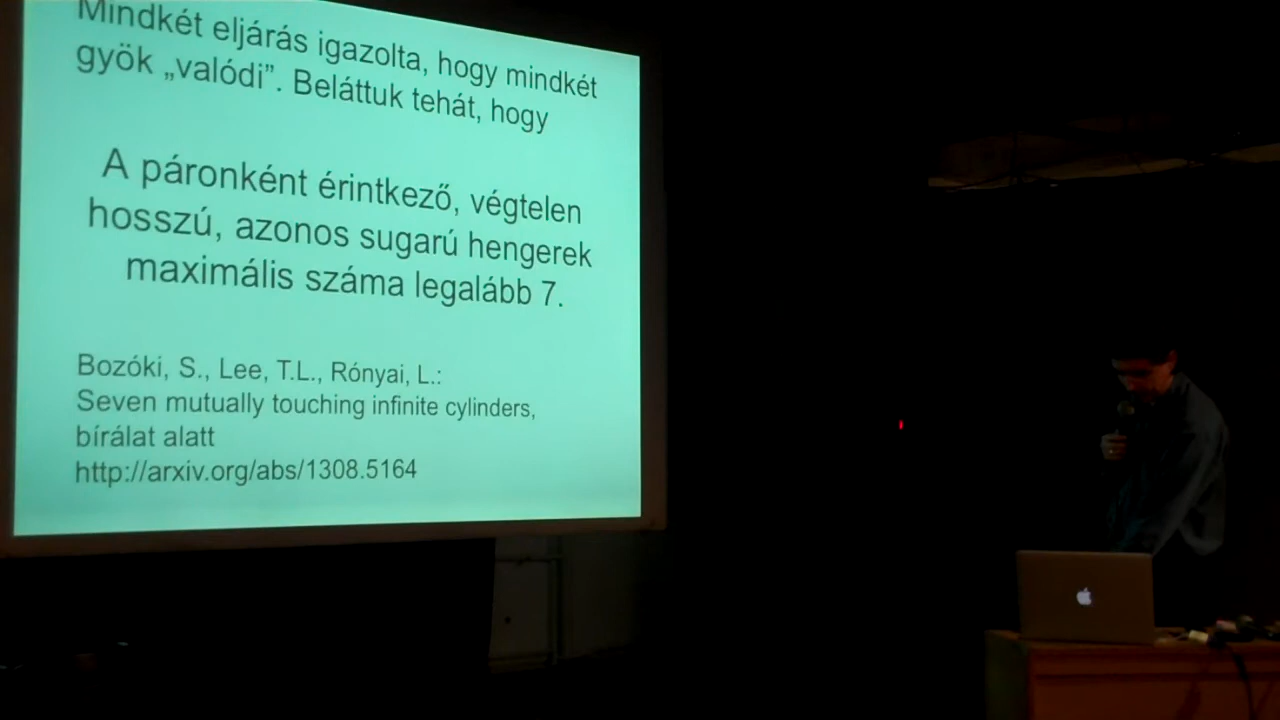 Mindkét eljárás igazolta, hogy mindkét
gyök „valódi”. Beláttuk tehát, hogy
A páronként érintkező, végtelen
hosszú, azonos sugarú hengerek
maximális száma legalább 7.
Bozóki, S., Lee, T.L., Rónyai, L.:
Seven mutually touching infinite cylinders,
bírálat alatt
http://arxiv.org/abs/1308.5164